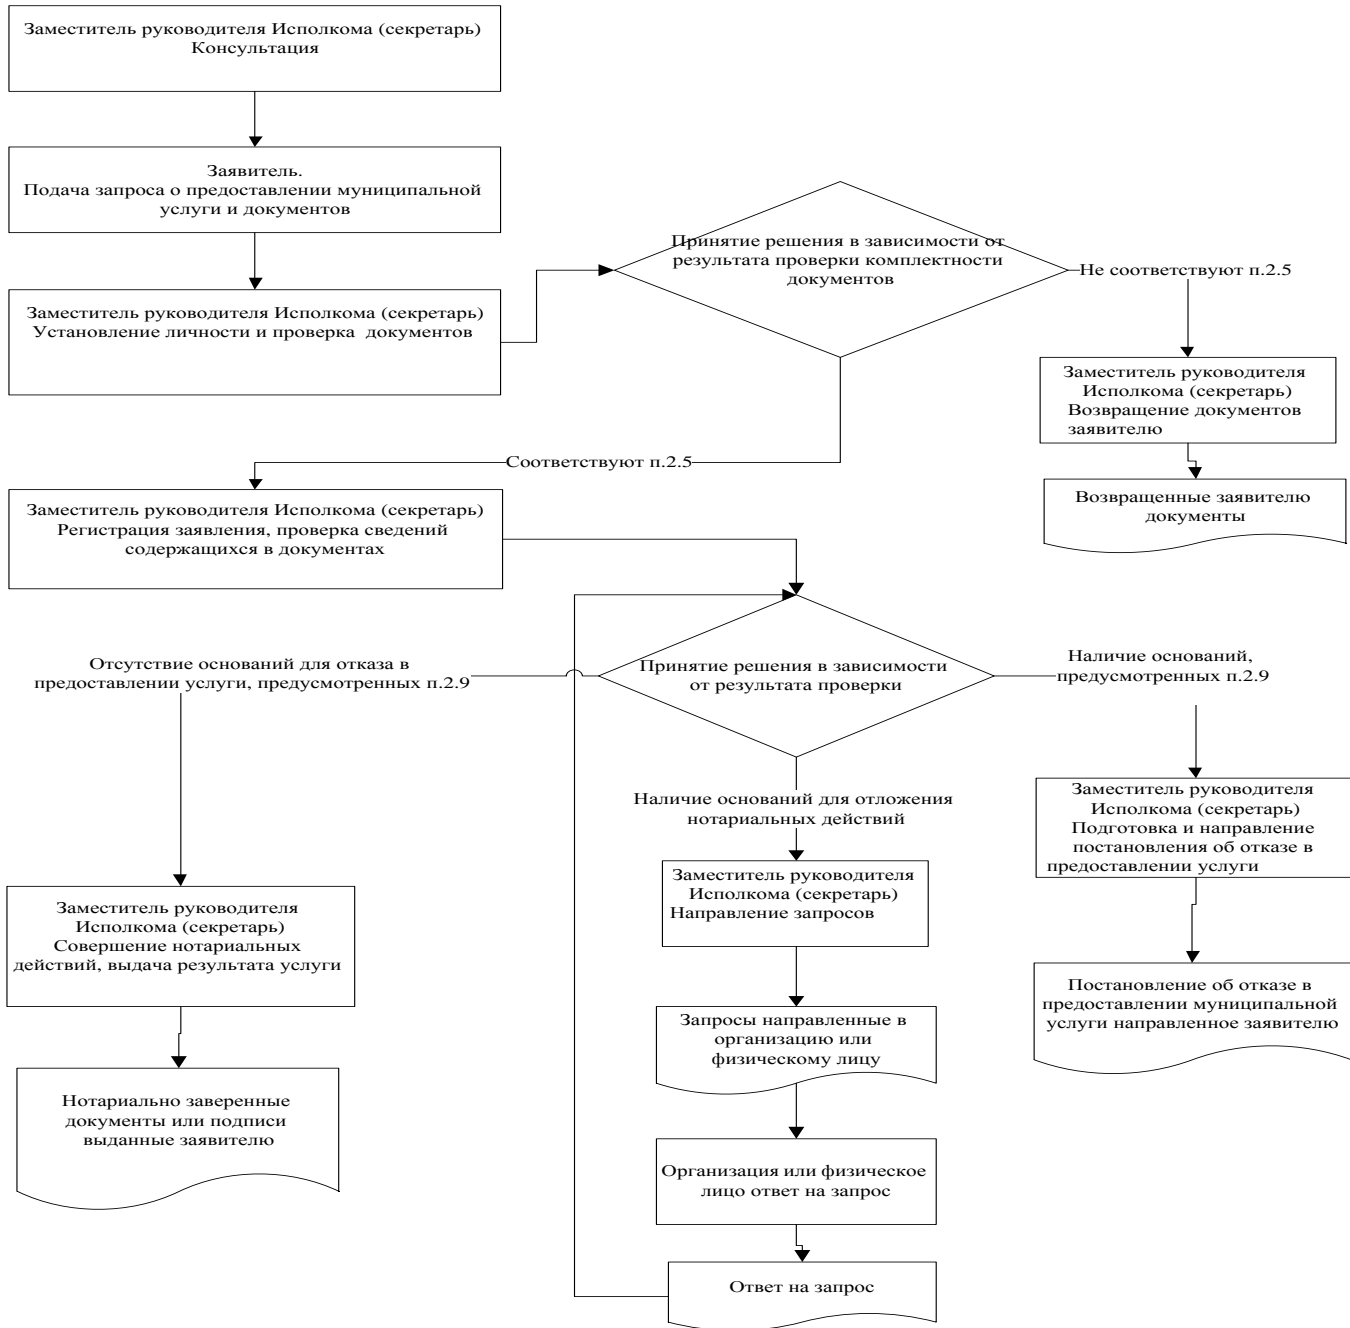 Заместитель руководителя Исполкома (секретарь)
Консультация
Заявитель.
Подача запроса о предоставлении муниципальной
услуги и документов
Заместитель руководителя Исполкома (секретарь)
Установление личности и проверка документов
Принятие решения в зависимости от
результата проверки комплектности
документов
Не соответствуют п.2.5
Заместитель руководителя
Исполкома (секретарь)
Возвращение документов
заявителю
Возвращенные заявителю
документы
Соответствуют п.2.5
Заместитель руководителя Исполкома (секретарь)
Регистрация заявления, проверка сведений
содержащихся в документах
Принятие решения в зависимости
от результата проверки
Отсутствие оснований для отказа в
предоставлении услуги, предусмотренных п.2.9
Наличие оснований,
предусмотренных п.2.9
Наличие оснований для отложения
нотариальных действий
Заместитель руководителя
Исполкома (секретарь)
Совершение нотариальных
действий, выдача результата услуги
Нотариально заверенные
документы или подписи
выданные заявителю
Заместитель руководителя
Исполкома (секретарь)
Направление запросов
Запросы направленные в
организацию или
физическому лицу
Организация или физическое
лицо ответ на запрос
Ответ на запрос
Заместитель руководителя
Исполкома (секретарь)
Подготовка и направление
постановления об отказе в
предоставлении услуги
Постановление об отказе в
предоставлении муниципальной
услуги направленное заявителю